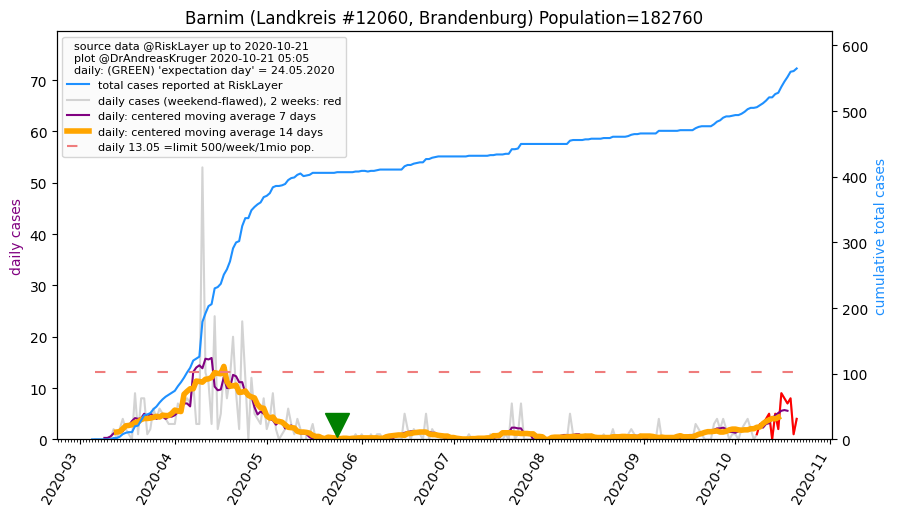 Barnim (Landkreis #12060, Brandenburg) Population=182760
source data @RiskLayer up to 2020-10-21
plot @DrAndreasKruger 2020-10-21 05:05
daily: (GREEN) 'expectation day' = 24.05.2020
total cases reported at RiskLayer
daily cases (weekend-flawed), 2 weeks: red
daily: centered moving average 7 days
daily: centered moving average 14 days
daily 13.05 =limit 500/week/1mio pop.
daily cases
70
60
50
40
30
20
10
0
cumulative total cases
600
500
400
300
200
100
0
2020-03
2020-04
2020-05
2020-06
2020-07
2020-08
2020-09
2020-10
2020-11